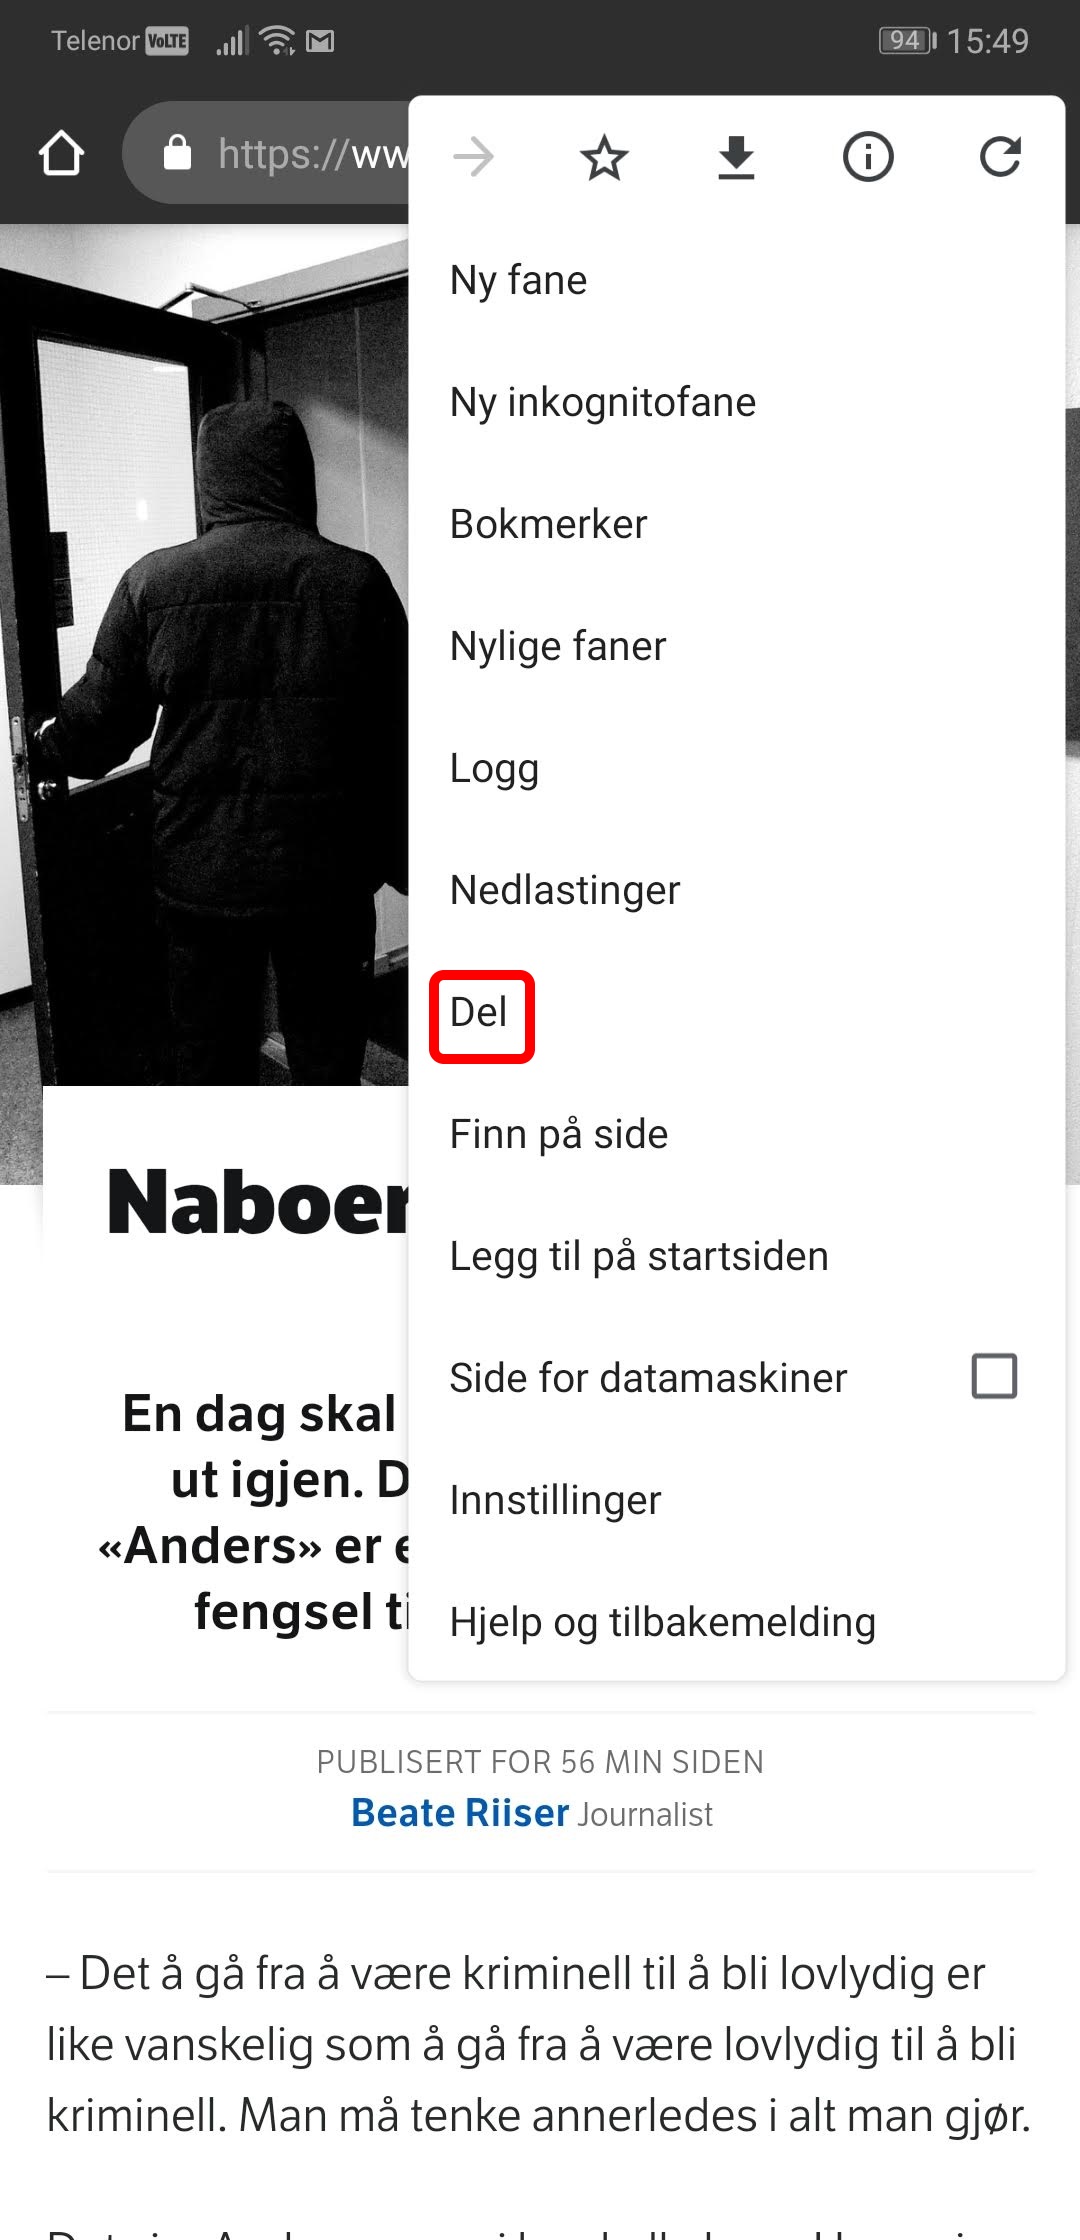 Telenor VoLTE
94 15:49
https://ww
Ny fane
Ny inkognitofane
Bokmerker
Nylige faner
Logg
Nedlastinger
Del
Finn på side
Legg til på startsiden
Side for datamaskiner
Innstillinger
Hjelp og tilbakemelding
Naboer
En dag skal
ut igjen. D
«Anders» er e
fengsel ti
PUBLISERT FOR 56 MIN SIDEN
Beate Riiser Journalist
– Det å gå fra å være kriminell til å bli lovlydig er
like vanskelig som å gå fra å være lovlydig til å bli
kriminell. Man må tenke annerledes i alt man gjør.